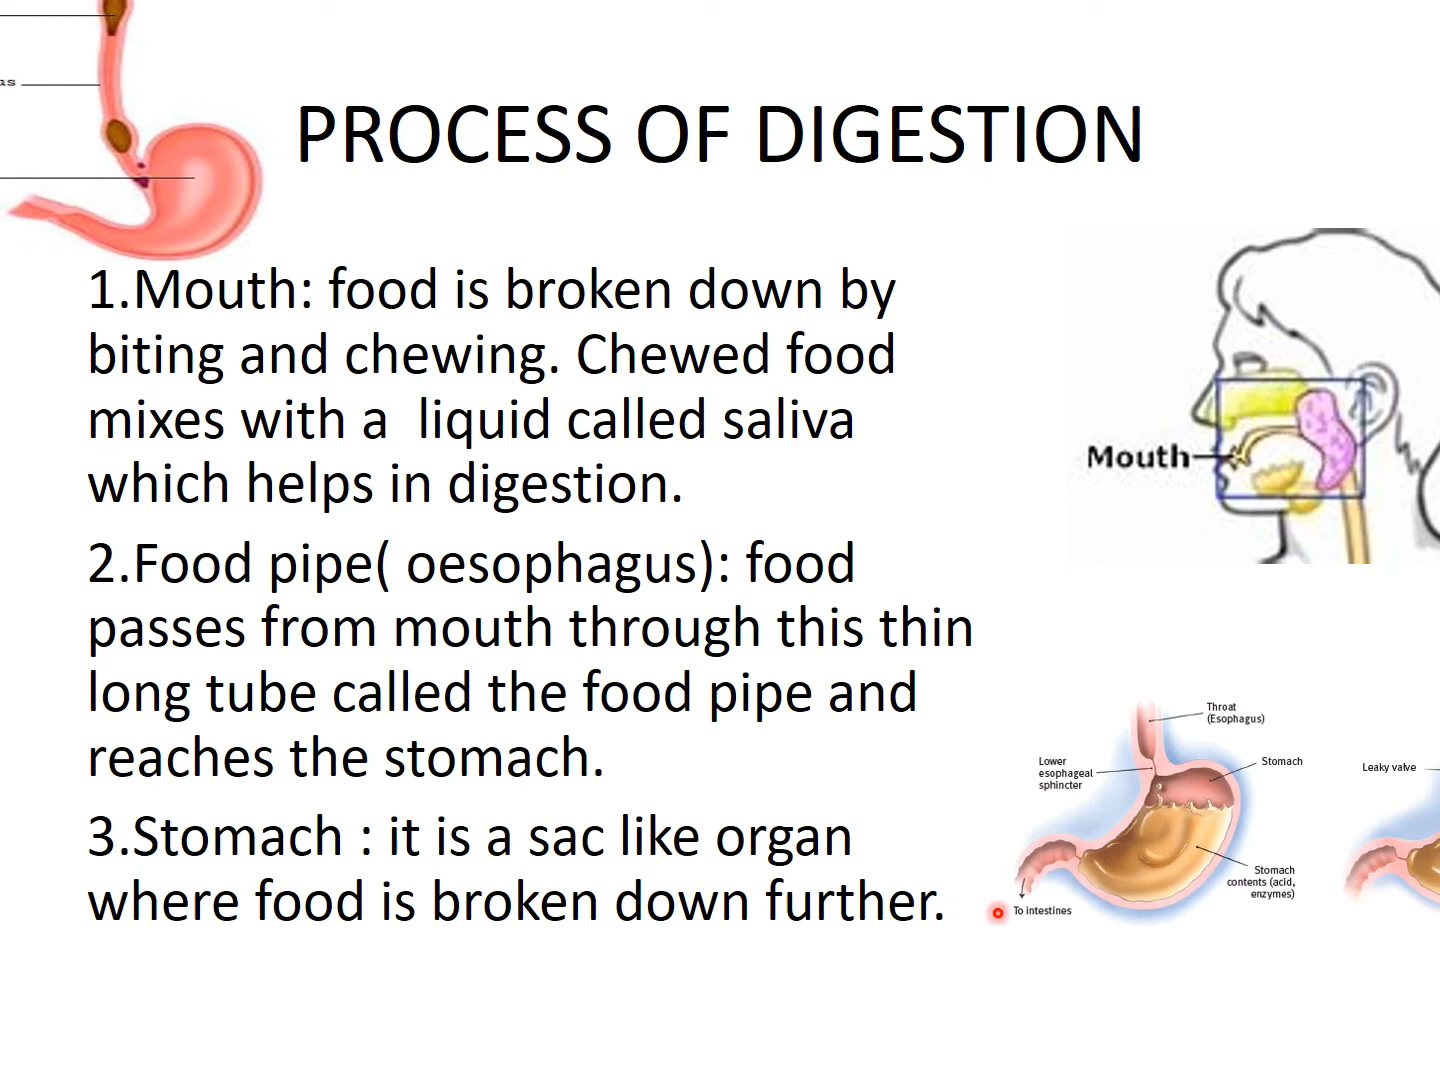 us
PROCESS OF DIGESTION
1.Mouth: food is broken down by
biting and chewing. Chewed food
mixes with a  liquid called saliva
which helps in digestion.
2.Food pipe( oesophagus): food
passes from mouth through this thin
long tube called the food pipe and
reaches the stomach.
3.Stomach : it is a sac like organ
where food is broken down further.
Mouth
Throat
(Esophagus)
Lower
esophageal
sphincter
Stomach
Leaky valve
Stomach
contents (acid,
enzymes)
To intestines